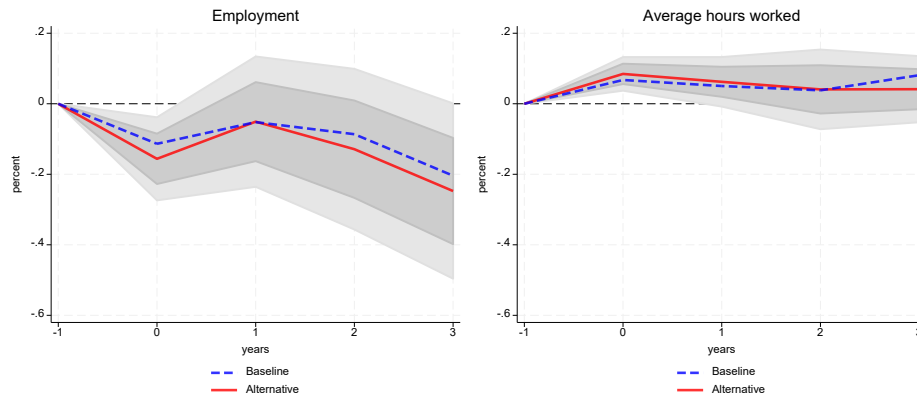 Employment
.2
0
-.2
-.4
-.6
percent
-1
0
1
2
3
years
Baseline
Alternative
Average hours worked
.2
0
-.2
-.4
-.6
percent
-1
0
1
2
3
years
Baseline
Alternative